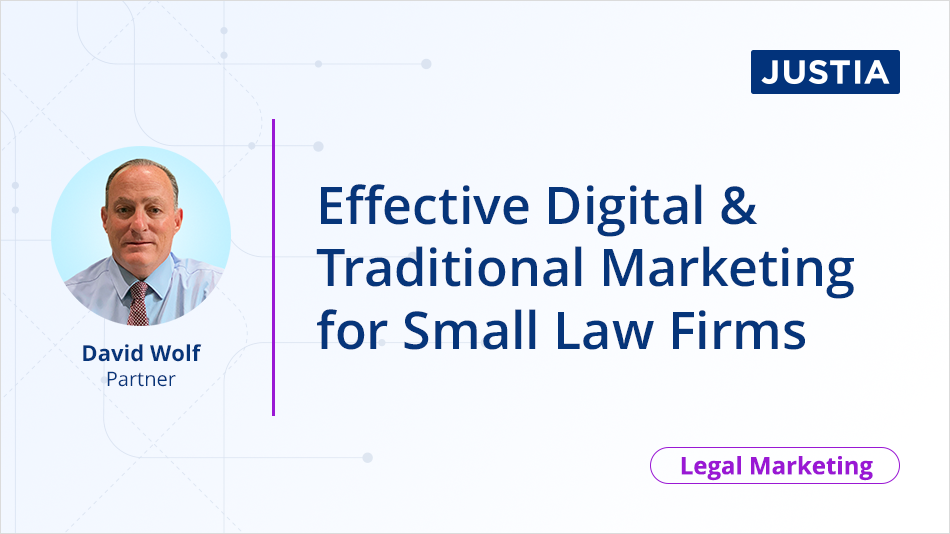 JUSTIA
Effective Digital &
Traditional Marketing
for Small Law Firms
David Wolf
Partner
Legal Marketing